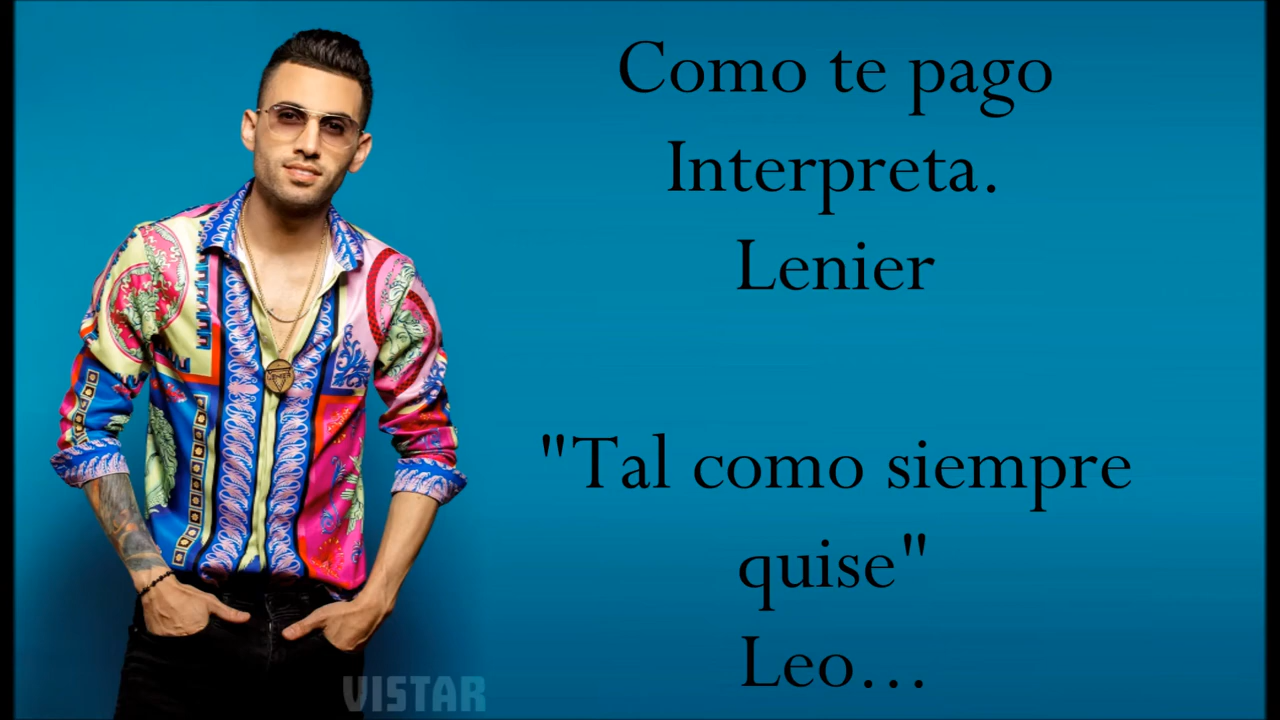 Como te pago
Interpreta.
Lenier
"Tal como siempre
quise"
Leo...
VISTAR